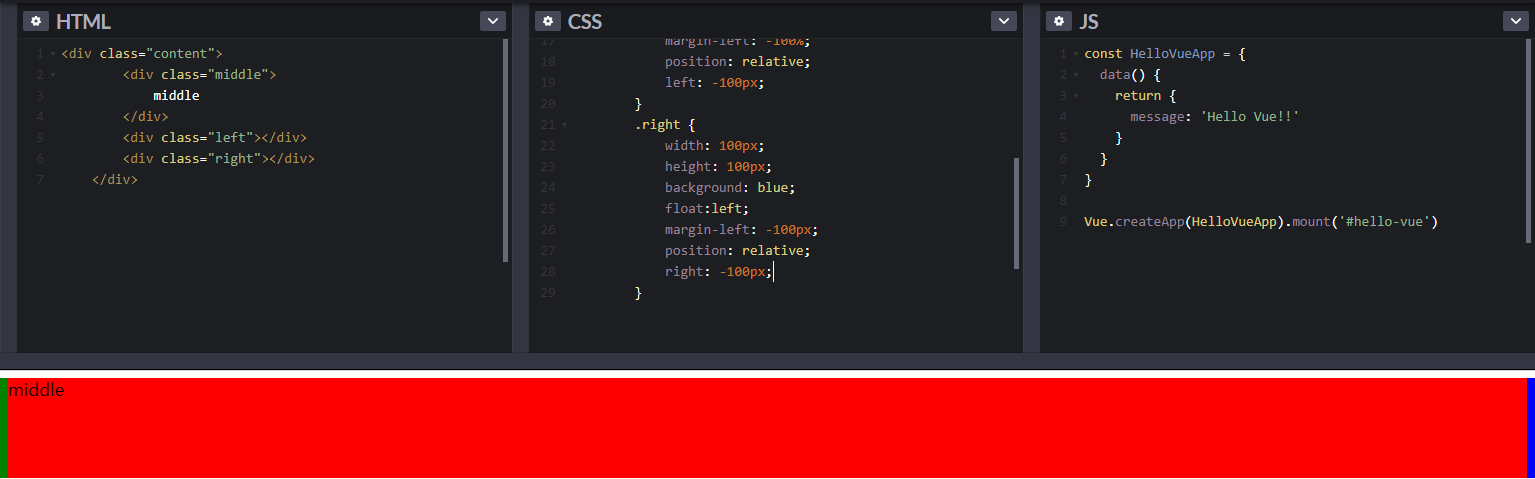 HTML
1 <div class="content">
2 <div class="middle">
3 middle
4 </div>
5 <div class="left"></div>
6 <div class="right"></div>
7 </div>
CSS
17 margin-left: -100%;
18 position: relative;
19 left: -100px;
20 }
21 .right {
22 width: 100px;
23 height: 100px;
24 background: blue;
25 float:left;
26 margin-left: -100px;
27 position: relative;
28 right: -100px;
29 }
JS
1 const HelloVueApp = {
2 data() {
3 return {
4 message: 'Hello Vue!!'
5 }
6 }
7 }
8
9 Vue.createApp(HelloVueApp).mount('#hello-vue')
middle